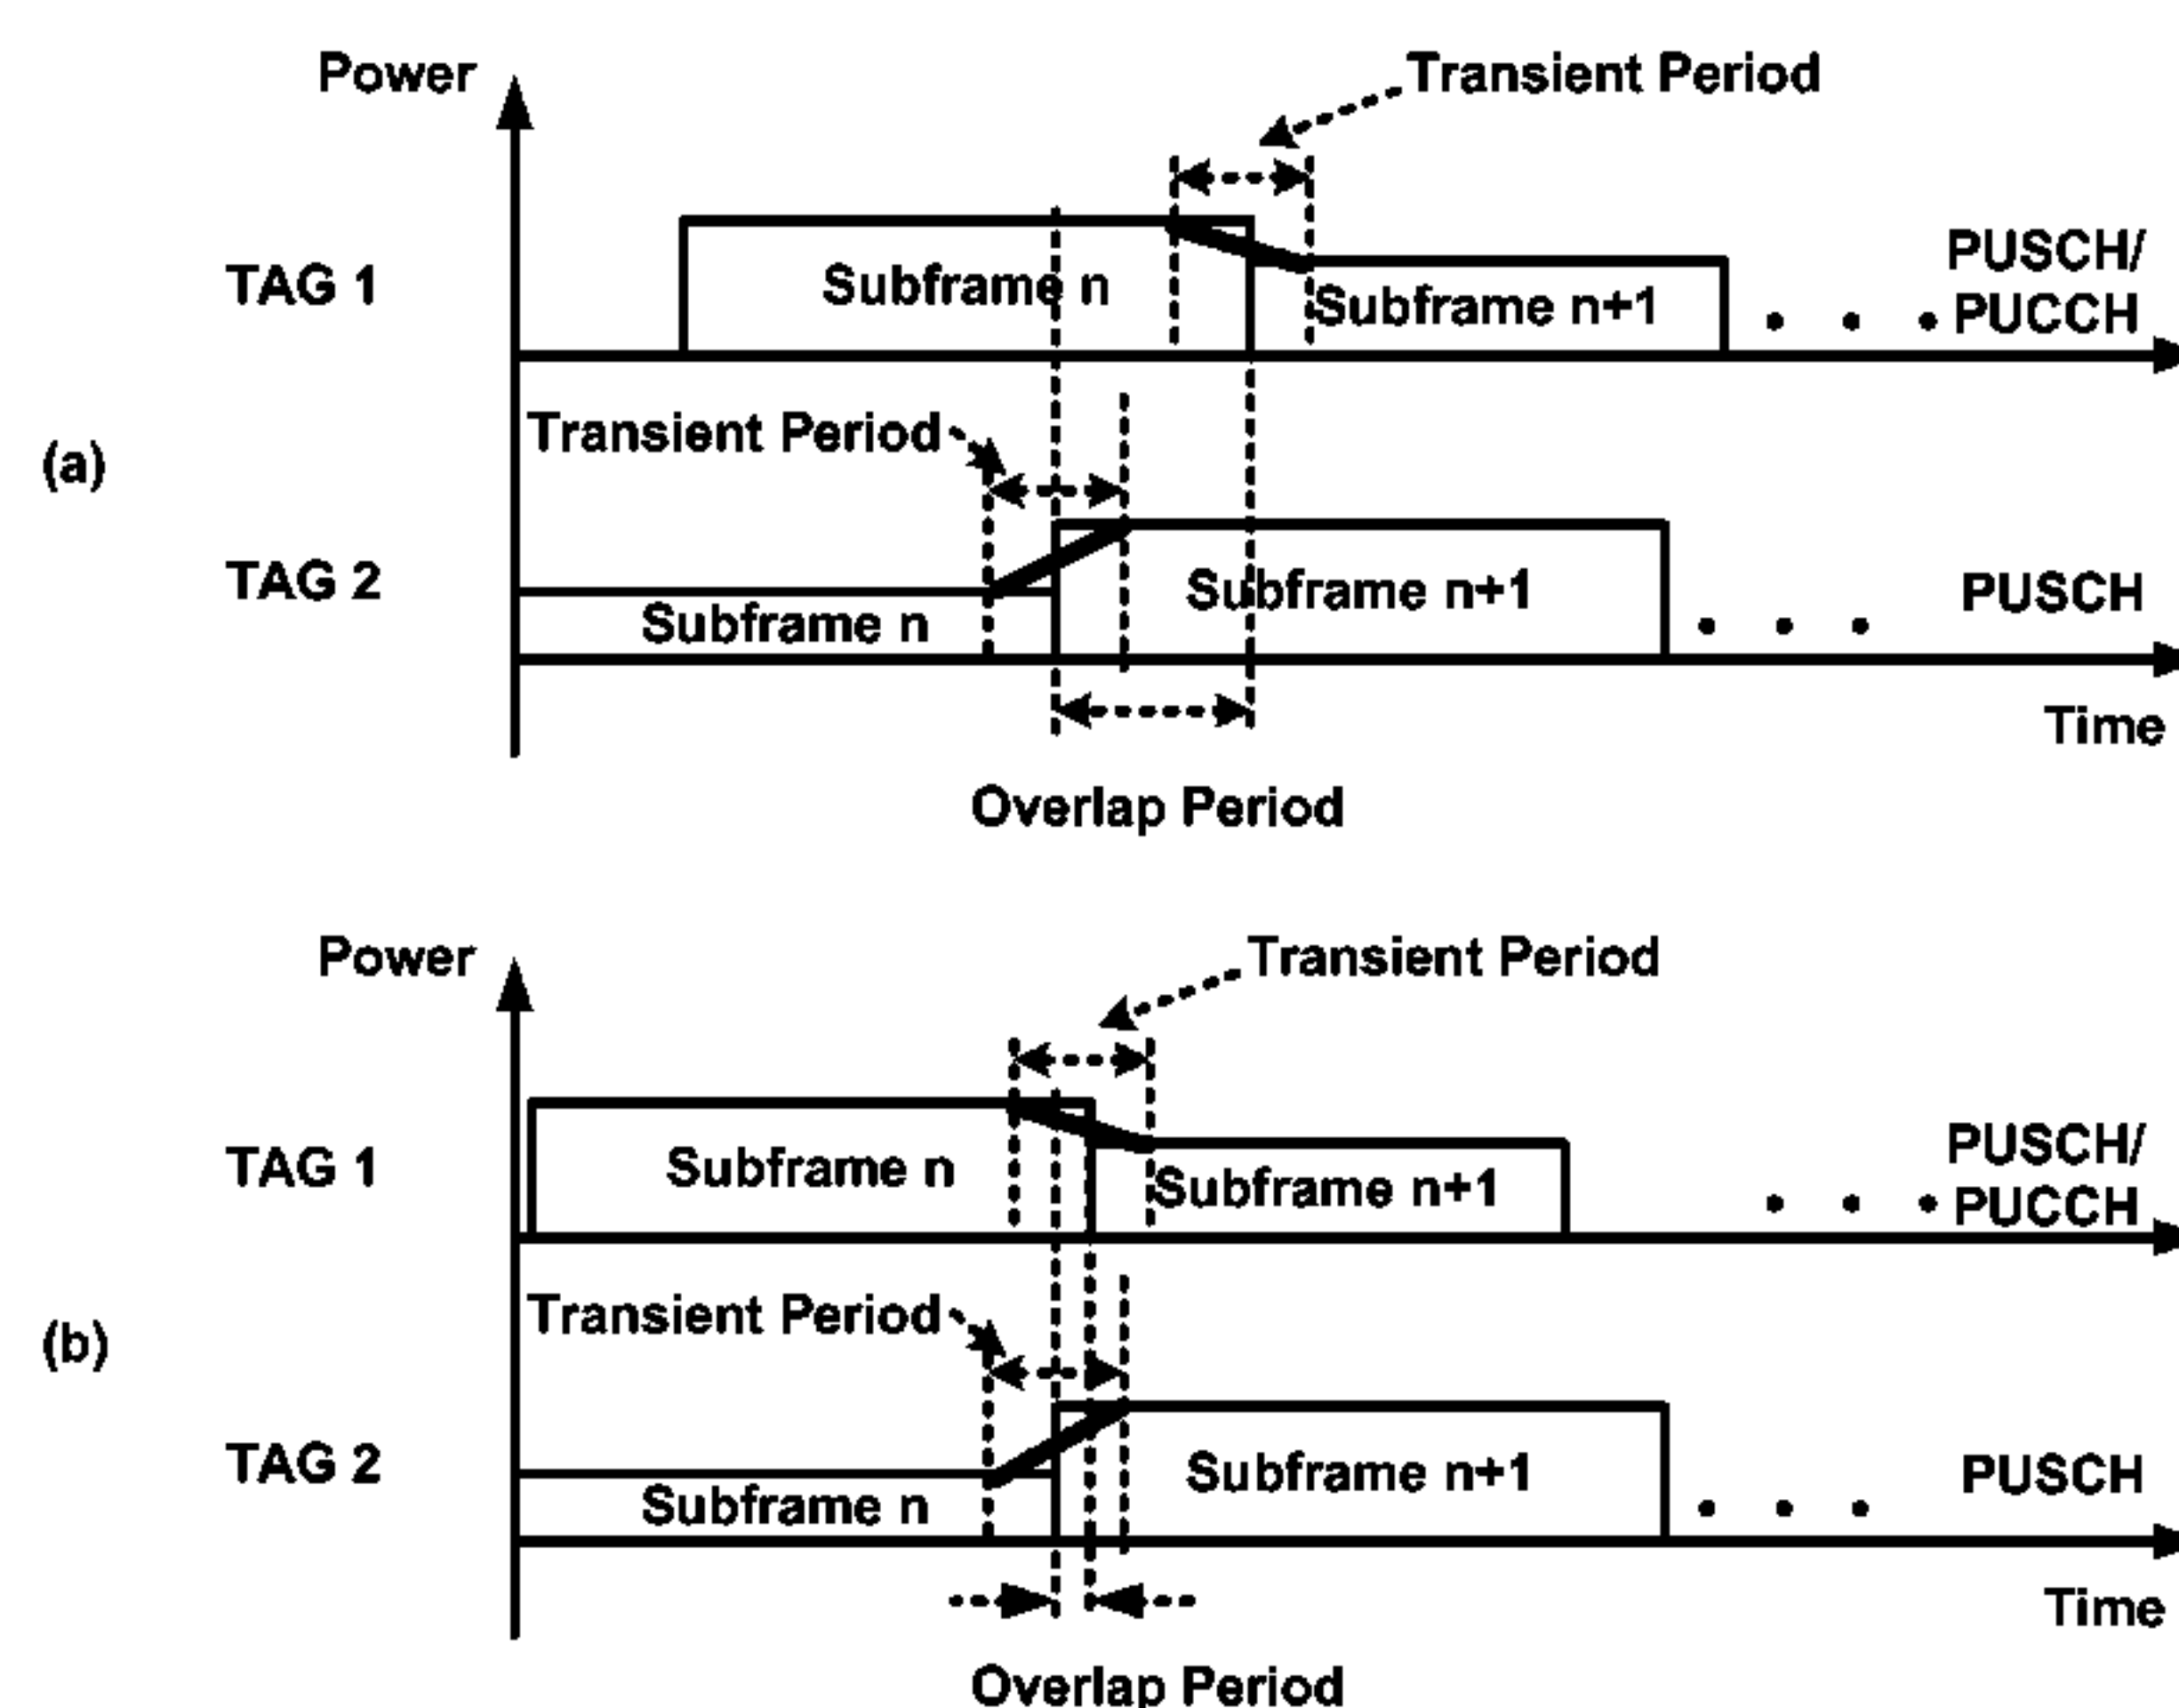 Power
Transient Period
TAG 1
Subframe n
Subframe n+1
PUSCH/
PUCCH
(a)
Transient Period
TAG 2
Subframe n
Subframe n+1
PUSCH
Time
Overlap Period
Power
Transient Period
TAG 1
Subframe n
Subframe n+1
PUSCH/
PUCCH
(b)
Transient Period
TAG 2
Subframe n
Subframe n+1
PUSCH
Time
Overlap Period